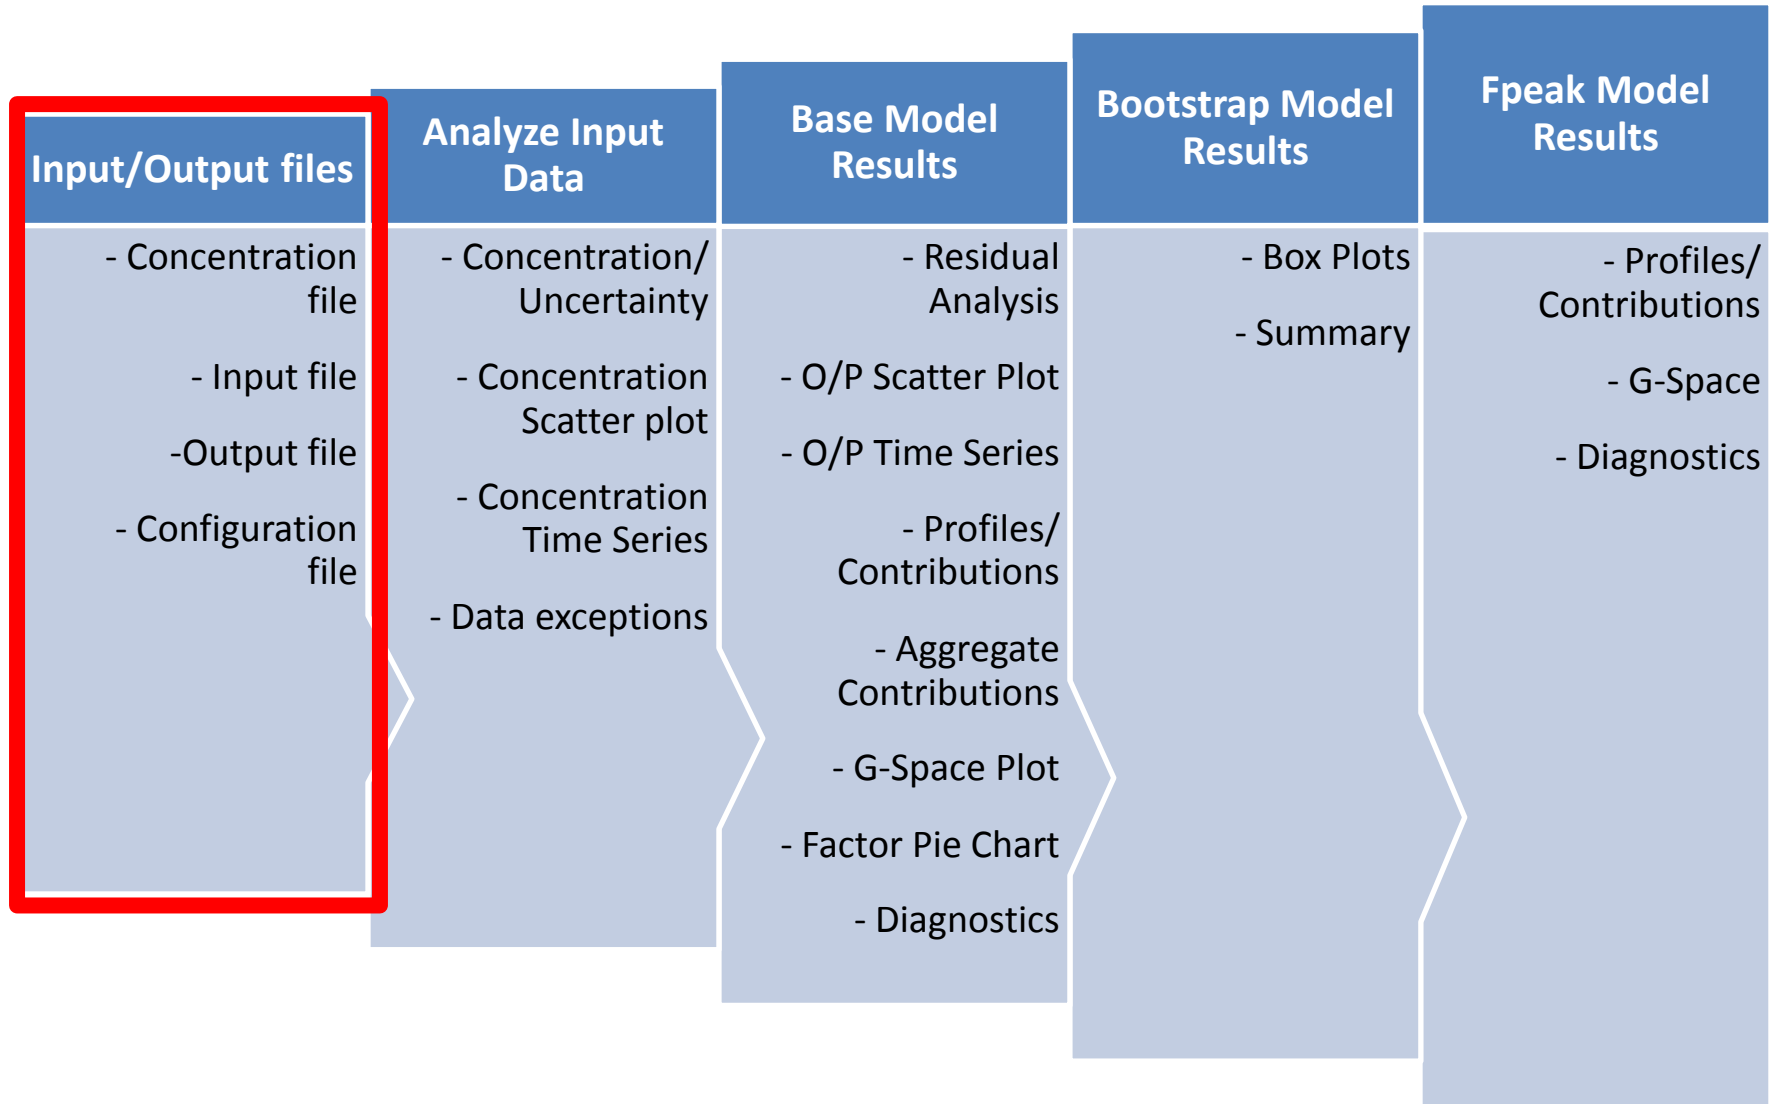 Input/Output files
- Concentration
file
- Input file
-Output file
- Configuration
file
Analyze Input
Data
- Concentration/
Uncertainty
- Concentration
Scatter plot
- Concentration
Time Series
- Data exceptions
Base Model
Results
- Residual
Analysis
- O/P Scatter Plot
- O/P Time Series
- Profiles/
Contributions
- Aggregate
Contributions
- G-Space Plot
- Factor Pie Chart
- Diagnostics
Bootstrap Model
Results
- Box Plots
- Summary
Fpeak Model
Results
- Profiles/
Contributions
- G-Space
- Diagnostics